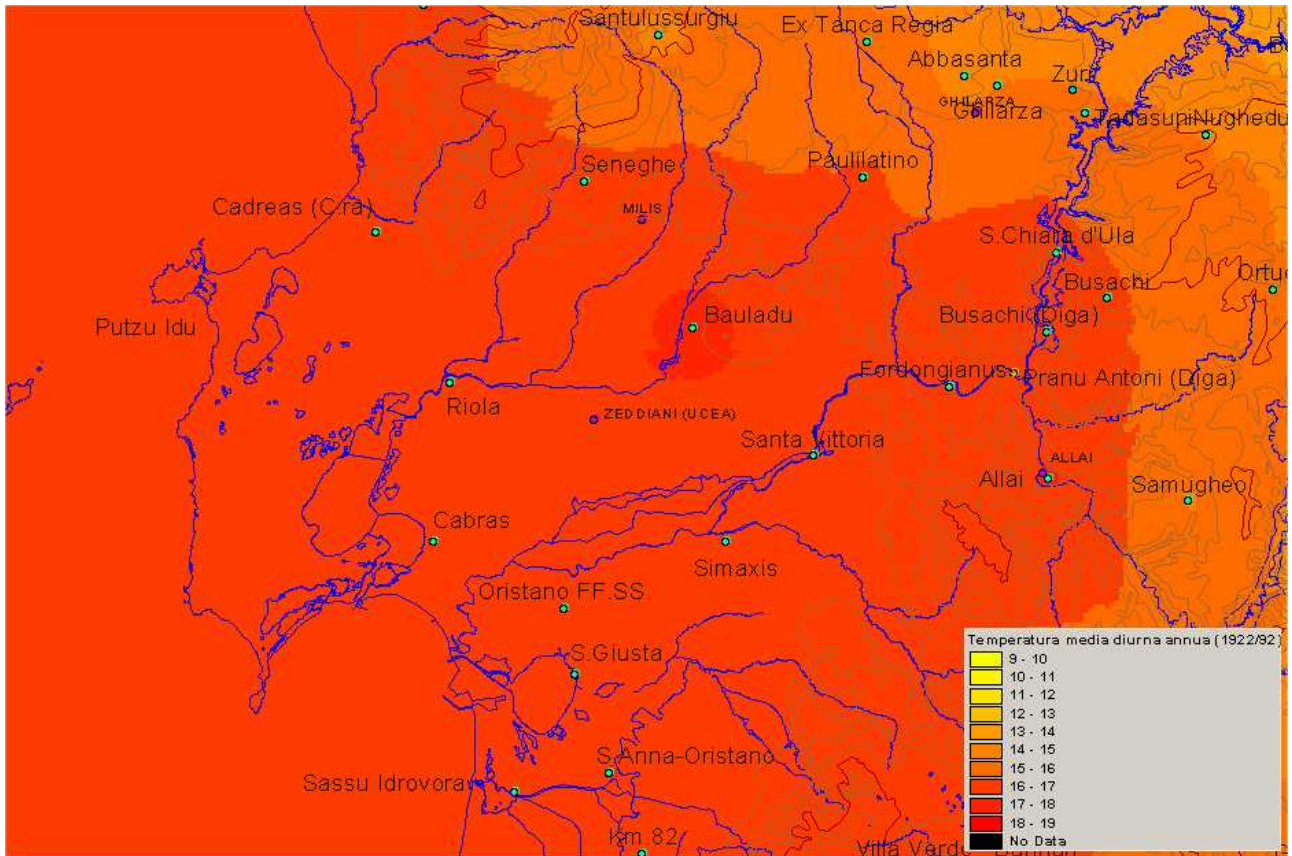 Santulussurgiu
Ex Tanca Regia
Abbasanta
Zuri
GHILARZA
Ghilarza
TadasuniNughedu
Seneghe
Paulilatino
MILIS
Cadreas (C.ra)
S.Chiara d'Ula
Busachi
Putzu Idu
Bauladu
Busachi (Diga)
Fordongianus
Pranu Antoni (Diga)
Riola
ZEDDIANI (UCEA)
Santa Vittoria
ALLAI
Allai
Samugheo
Cabras
Simaxis
Oristano FF.SS.
S.Giusta
S.Anna-Oristano
Sassu Idrovora
Km.82
Villa Verde
Temperatura media diurna annua (1922/92)
9 - 10
10 - 11
11 - 12
12 - 13
13 - 14
14 - 15
15 - 16
16 - 17
17 - 18
18 - 19
No Data